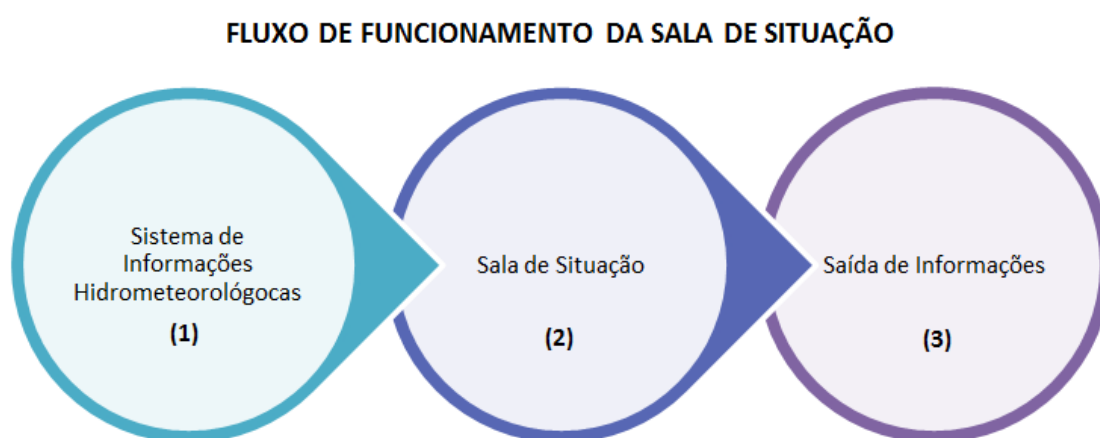 FLUXO DE FUNCIONAMENTO DA SALA DE SITUAÇÃO
Sistema de
Informações
Hidrometeorológocas
(1)
Sala de Situação
(2)
Saída de Informações
(3)